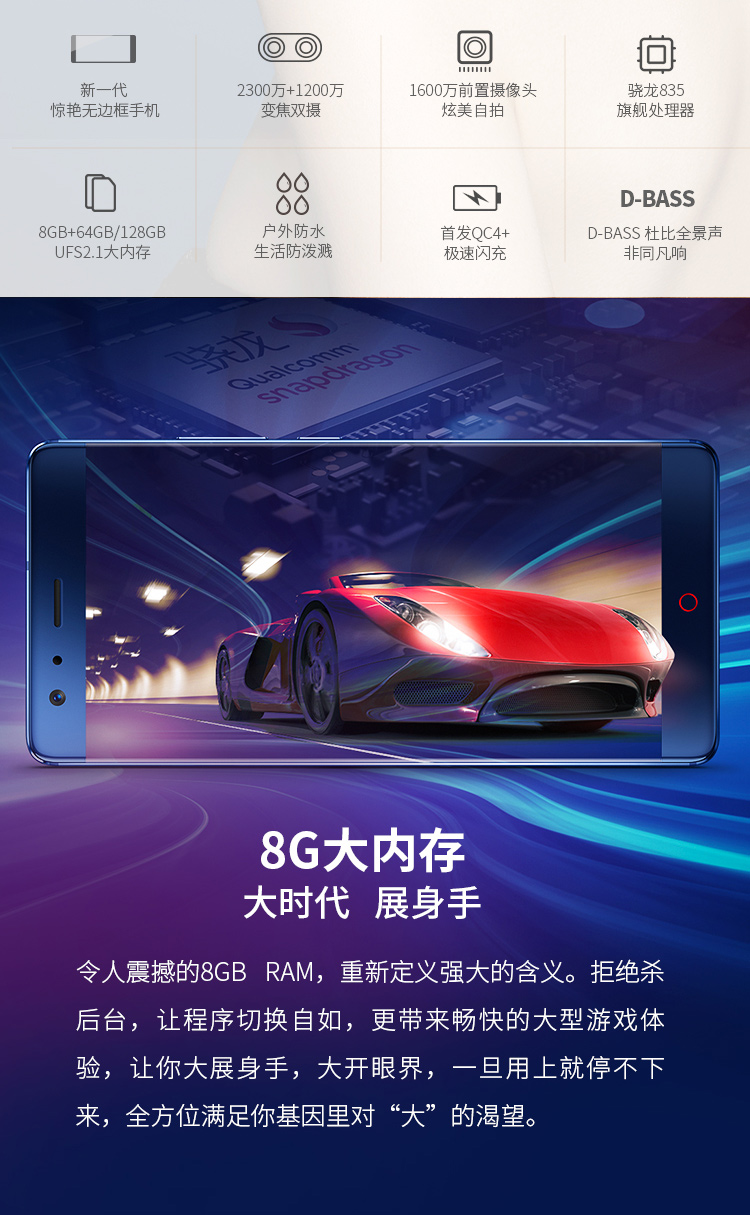 新一代
惊艳无边框手机
2300万+1200万
变焦双摄
1600万前置摄像头
炫美自拍
骁龙835
旗舰处理器
8GB+64GB/128GB
UFS2.1大内存
户外防水
生活防泼溅
首发QC4+
极速闪充
D-BASS
D-BASS 杜比全景声
非同凡响
骁龙
Qualcomm
snapdragon
8G大内存
大时代 展身手
令人震撼的8GB RAM，重新定义强大的含义。拒绝杀
后台，让程序切换自如，更带来畅快的大型游戏体
验，让你大展身手，大开眼界，一旦用上就停不下
来，全方位满足你基因里对“大”的渴望。